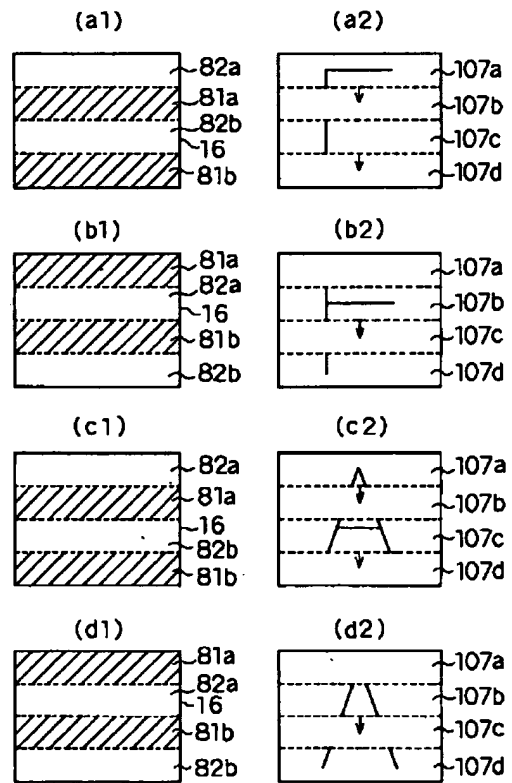 (a1) (a2)
82a 107a
81a 107b
82b 107c
16
81b 107d
(b1) (b2)
81a 107a
82a
16 107b
81b 107c
82b 107d
(c1) (c2)
82a 107a
81a 107b
16
82b 107c
81b 107d
(d1) (d2)
81a 107a
82a
16 107b
81b 107c
82b 107d